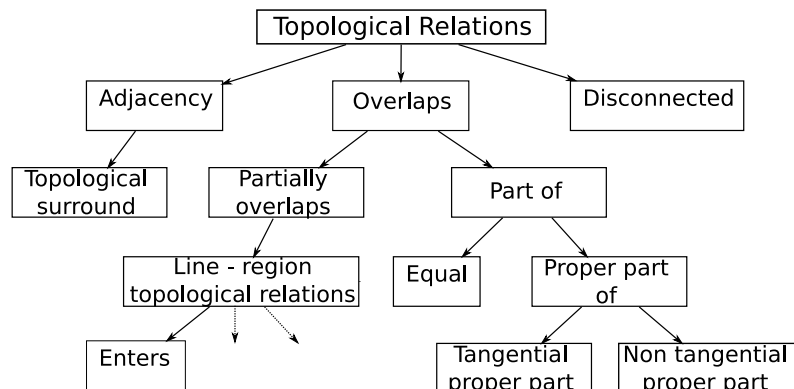 Topological Relations
Adjacency
Overlaps
Disconnected
Topological
surround
Partially
overlaps
Part of
Line - region
topological relations
Equal
Proper part
of
Enters
Tangential
proper part
Non tangential
proper part